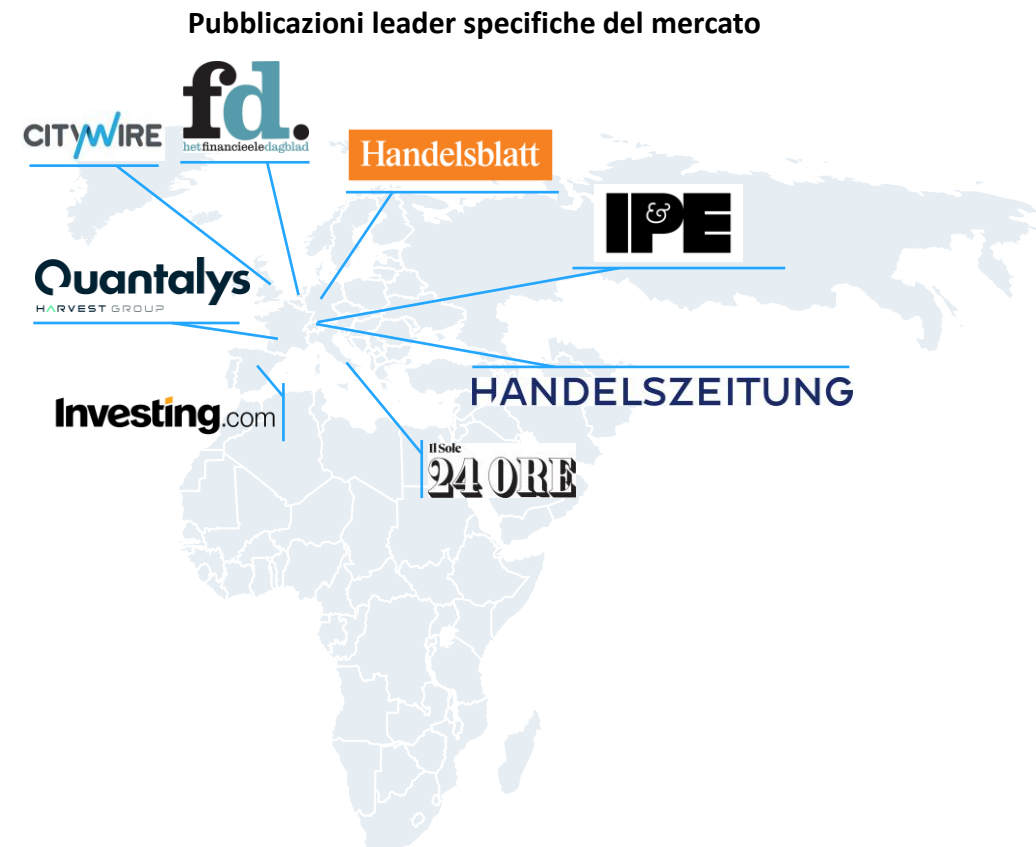 Pubblicazioni leader specifiche del mercato
CITYWIRE
fd.
hetfinancieeledagblad
Handelsblatt
IP&E
Quantalys
HARVEST GROUP
HANDELSZEITUNG
Investing.com
Il Sole
24 ORE